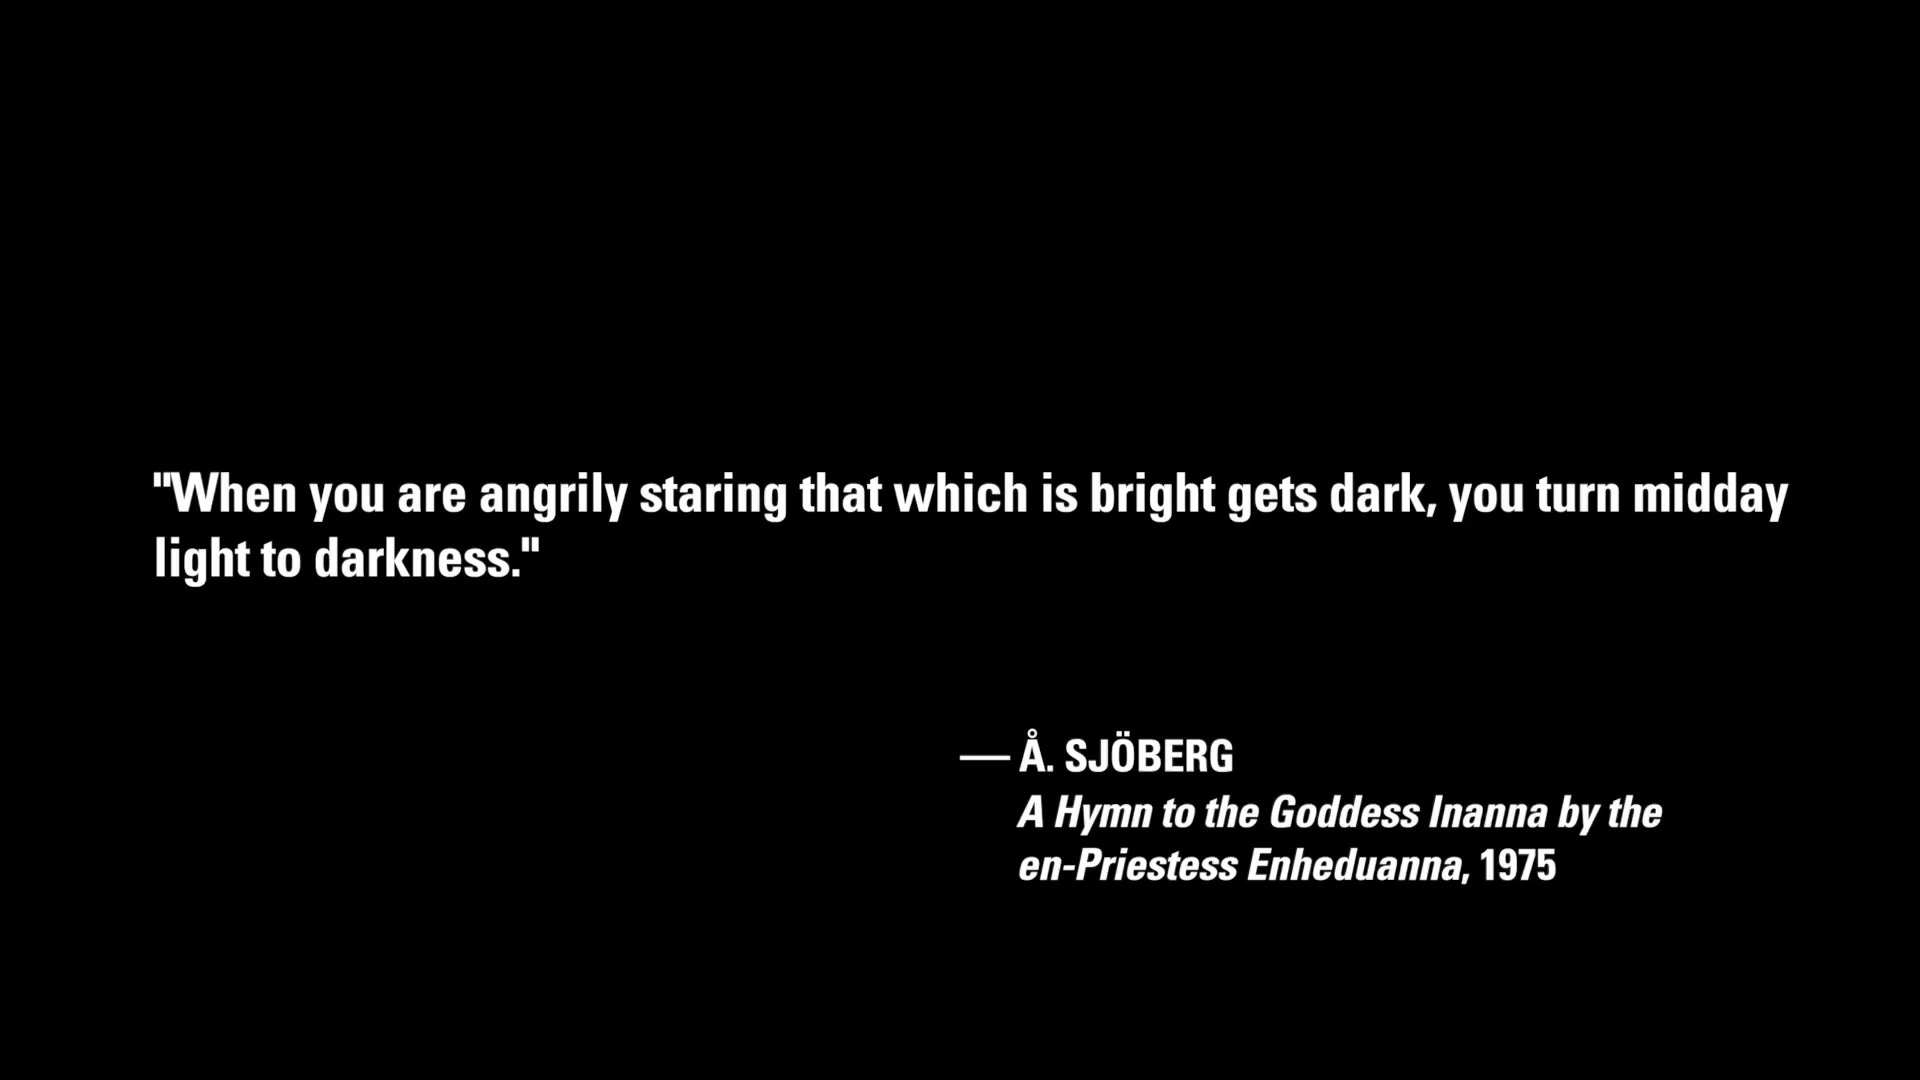 "When you are angrily staring that which is bright gets dark, you turn midday
light to darkness."
— Å. SJÖBERG
A Hymn to the Goddess Inanna by the
en-Priestess Enheduanna, 1975